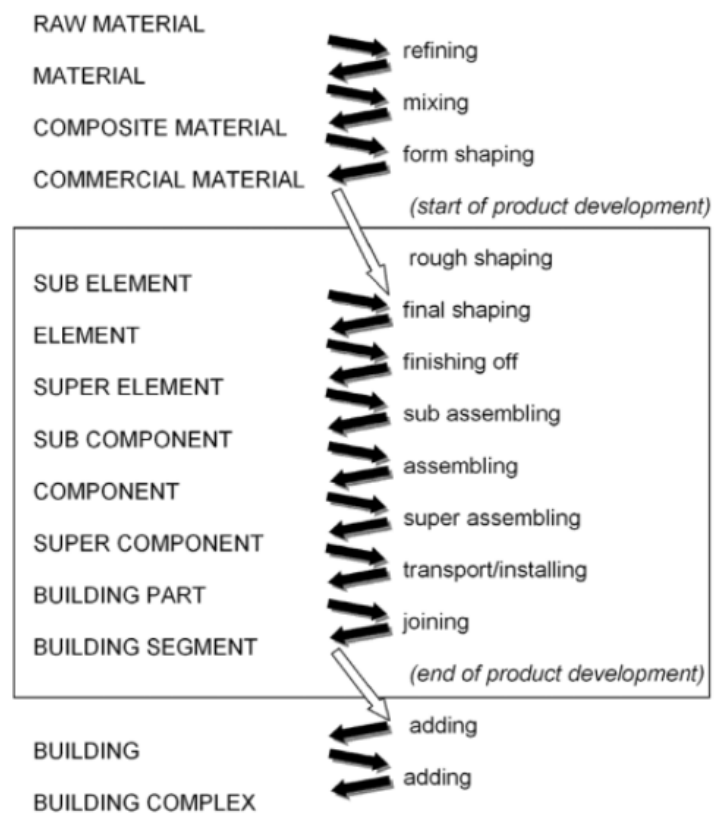 RAW MATERIAL
refining
MATERIAL
mixing
COMPOSITE MATERIAL
form shaping
COMMERCIAL MATERIAL
(start of product development)
rough shaping
SUB ELEMENT
final shaping
ELEMENT
finishing off
SUPER ELEMENT
sub assembling
SUB COMPONENT
assembling
COMPONENT
super assembling
SUPER COMPONENT
transport/installing
BUILDING PART
joining
BUILDING SEGMENT
(end of product development)
adding
BUILDING
adding
BUILDING COMPLEX